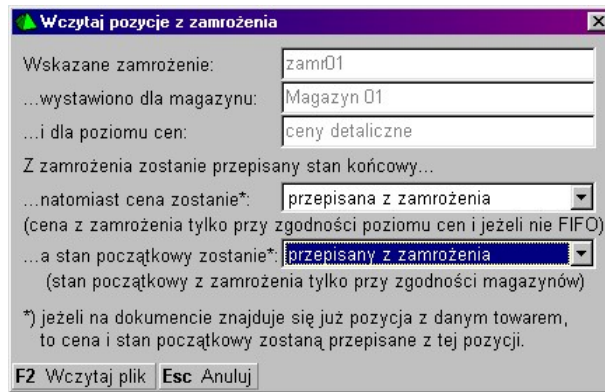 Wczytaj pozycje z zamrożenia
Wskazane zamrożenie: zamr01
...wystawiono dla magazynu: Magazyn 01
...i dla poziomu cen: ceny detaliczne
Z zamrożenia zostanie przepisany stan końcowy...
...natomiast cena zostanie*: przepisana z zamrożenia
(cena z zamrożenia tylko przy zgodności poziomu cen i jeżeli nie FIFO)
...a stan początkowy zostanie*: przepisany z zamrożenia
(stan początkowy z zamrożenia tylko przy zgodności magazynów)
*) jeżeli na dokumencie znajduje się już pozycja z danym towarem,
to cena i stan początkowy zostaną przepisane z tej pozycji.
F2 Wczytaj plik Esc Anuluj